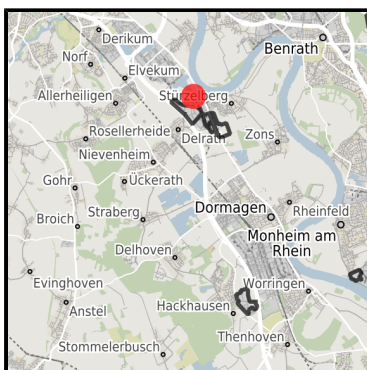 Derikum
Benrath
Norf
Elvekum
Allerheiligen
Stürzelberg
Rosellerheide
Delrath
Zons
Nievenheim
Gohr
Ückerath
Straberg
Dormagen
Rheinfeld
Broich
Monheim am
Rhein
Delhoven
Evinghoven
Worringen
Anstel
Hackhausen
Thenhoven
Stommelerbusch